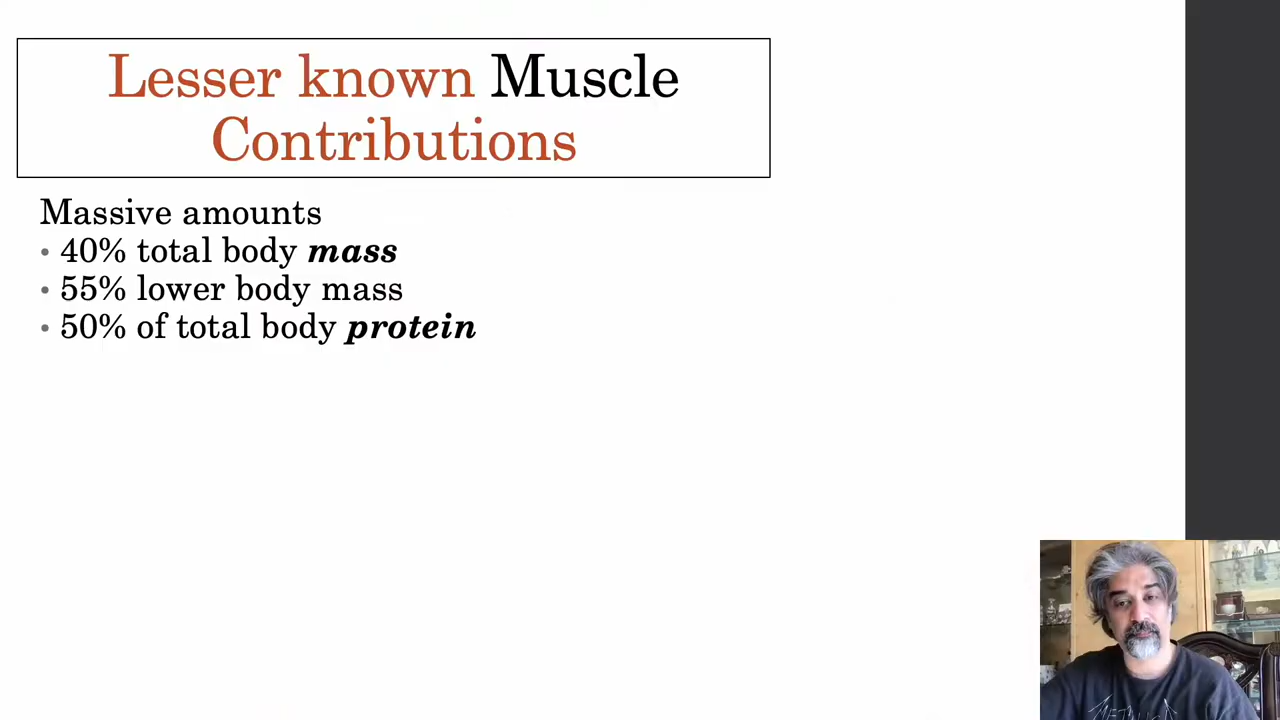 Lesser known Muscle
Contributions
Massive amounts
• 40% total body mass
• 55% lower body mass
• 50% of total body protein
METALLICA